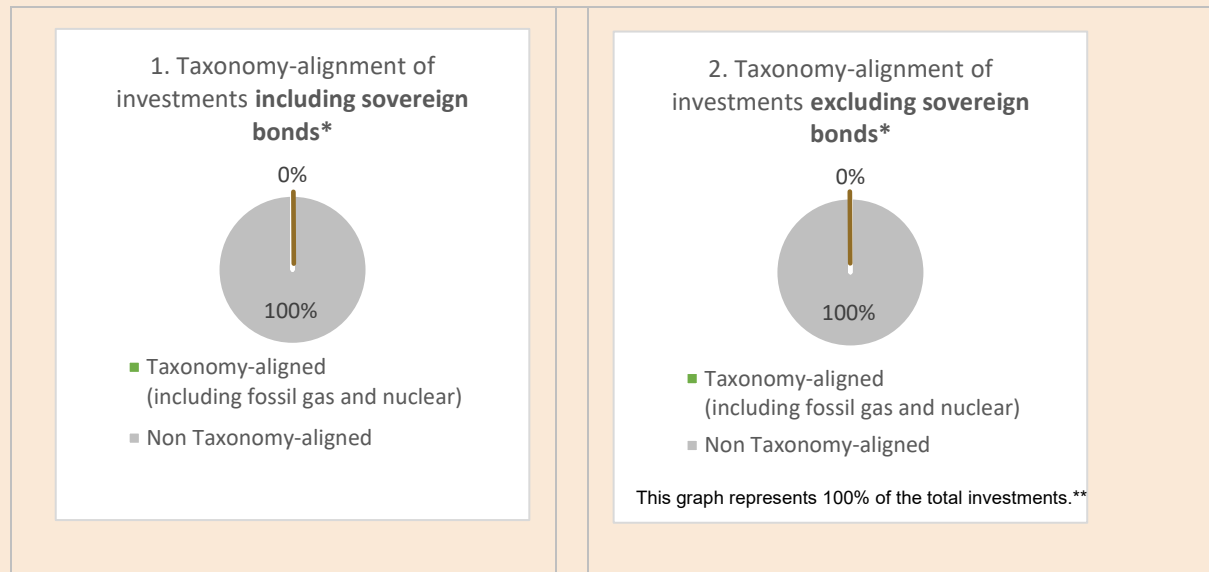 1. Taxonomy-alignment of
investments including sovereign
bonds*
0%
100%
Taxonomy-aligned
(including fossil gas and nuclear)
Non Taxonomy-aligned
2. Taxonomy-alignment of
investments excluding sovereign
bonds*
0%
100%
Taxonomy-aligned
(including fossil gas and nuclear)
Non Taxonomy-aligned
This graph represents 100% of the total investments.**